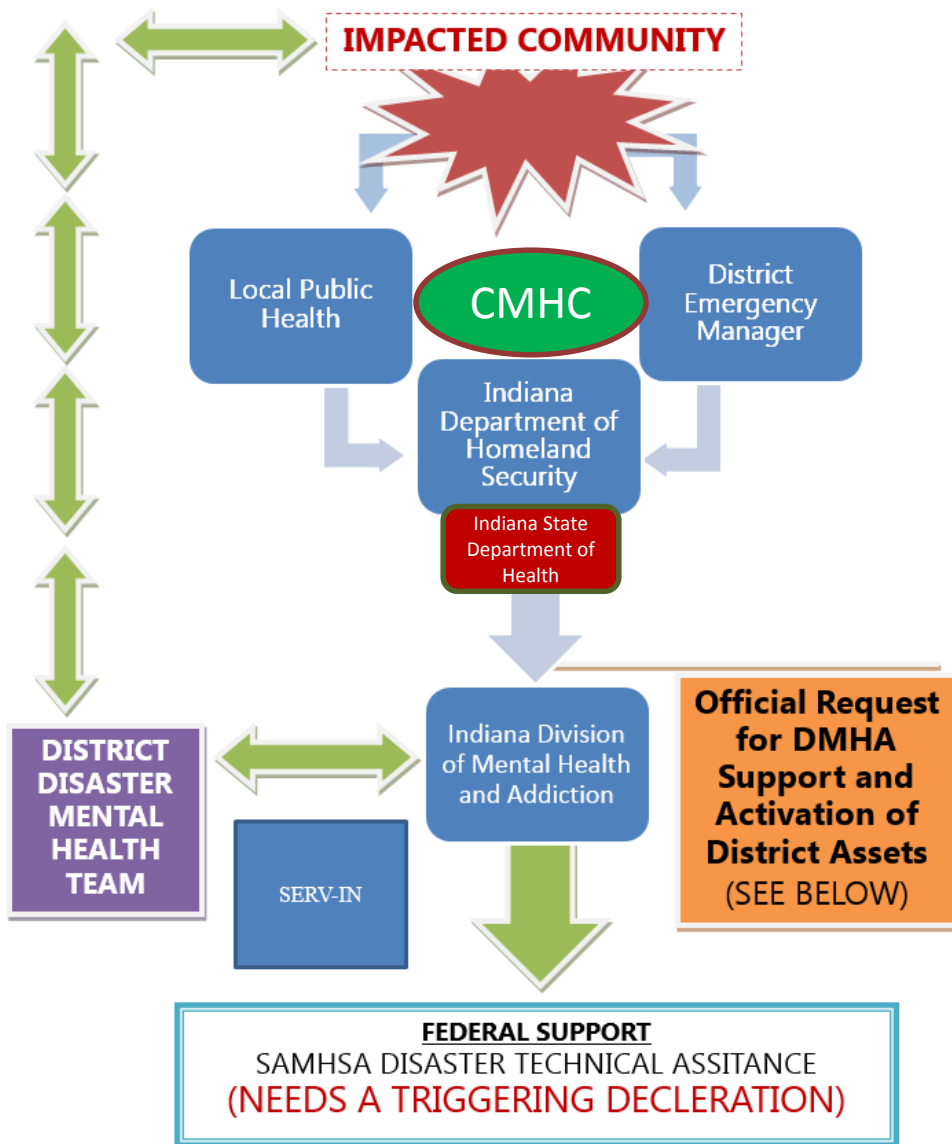 IMPACTED COMMUNITY
Local Public
Health
CMHC
District
Emergency
Manager
Indiana
Department of
Homeland
Security
Indiana State
Department of
Health
Indiana Division
of Mental Health
and Addiction
Official Request
for DMHA
Support and
Activation of
District Assets
(SEE BELOW)
DISTRICT
DISASTER
MENTAL
HEALTH
TEAM
SERV-IN
FEDERAL SUPPORT
SAMHSA DISASTER TECHNICAL ASSITANCE
(NEEDS A TRIGGERING DECLERATION)